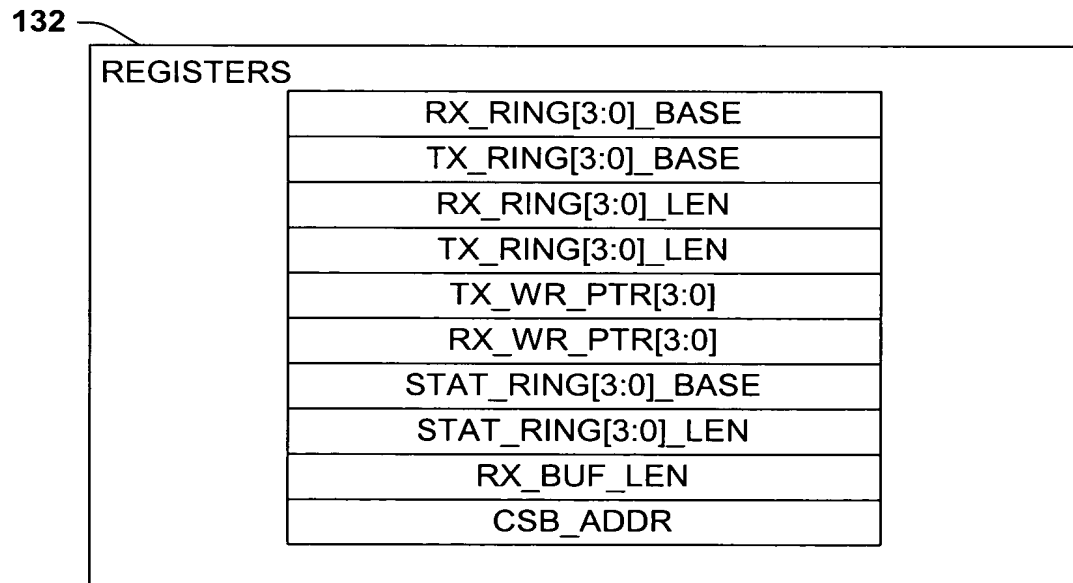 132
REGISTERS
RX_RING[3:0]_BASE
TX_RING[3:0]_BASE
RX_RING[3:0]_LEN
TX_RING[3:0]_LEN
TX_WR_PTR[3:0]
RX_WR_PTR[3:0]
STAT_RING[3:0]_BASE
STAT_RING[3:0]_LEN
RX_BUF_LEN
CSB_ADDR